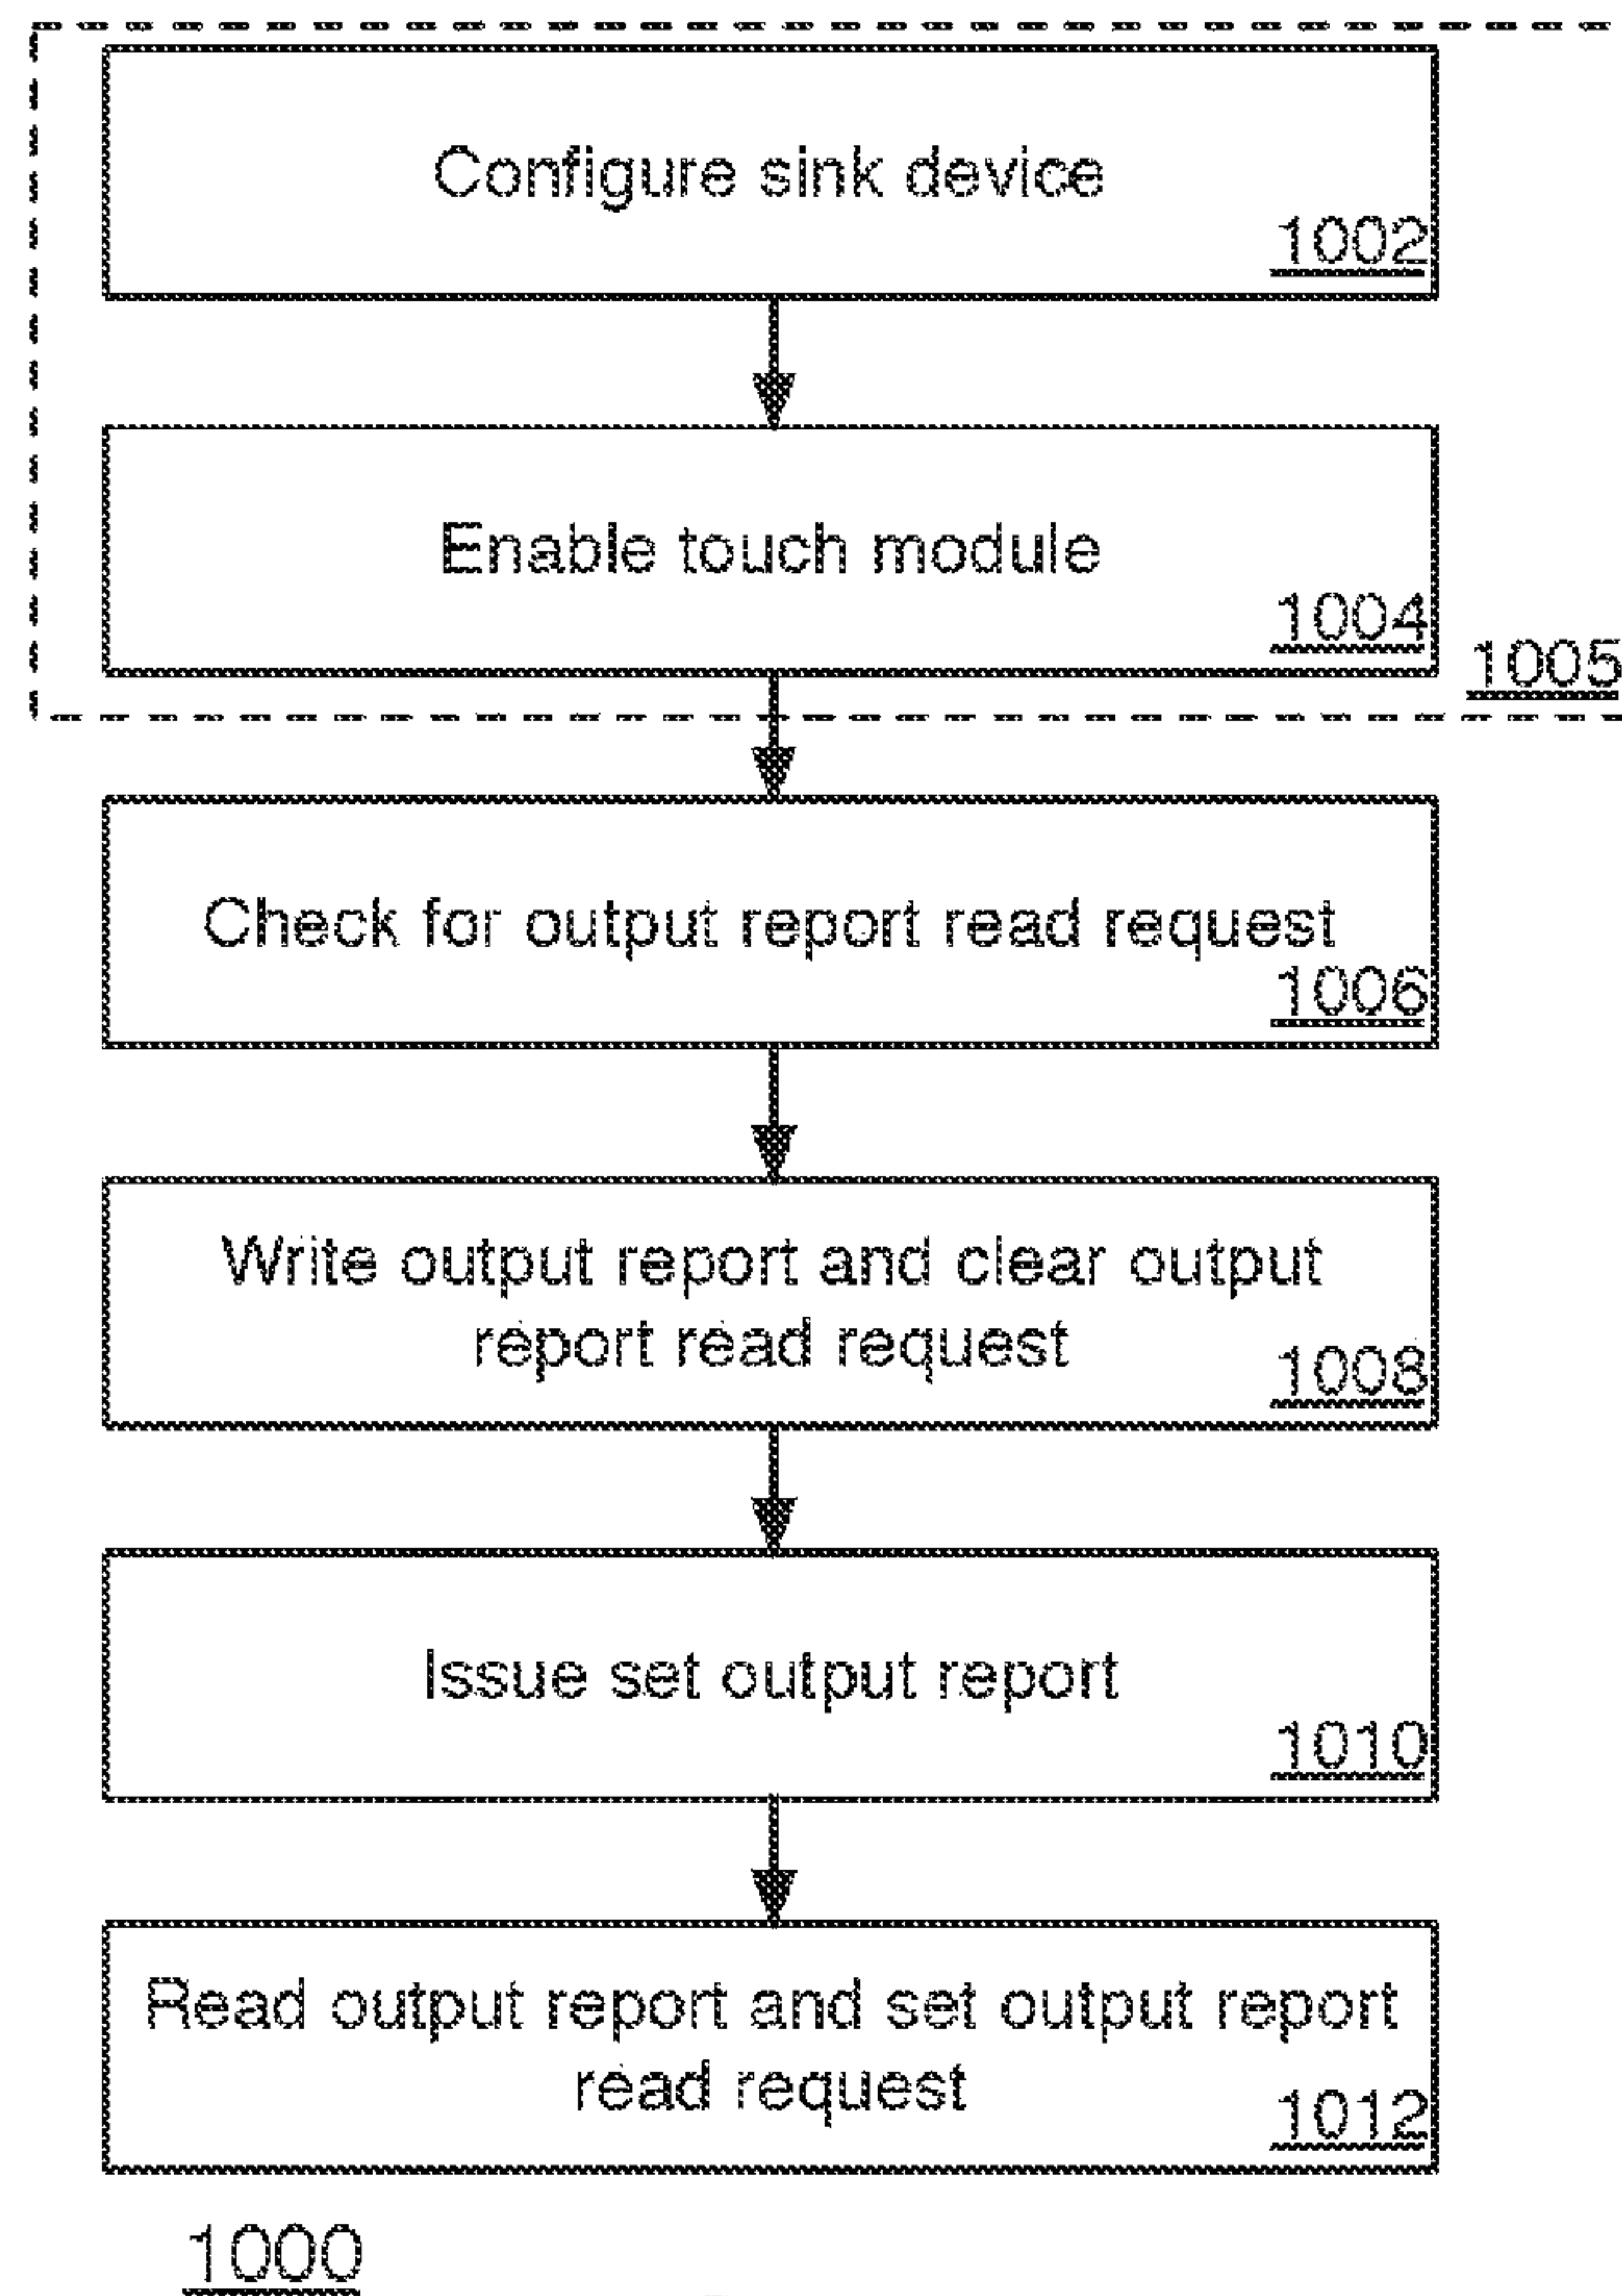 Configure sink device
1002
Enable touch module
1004
1005
Check for output report read request
1006
Write output report and clear output
report read request
1008
Issue set output report
1010
Read output report and set output report
read request
1012
1000